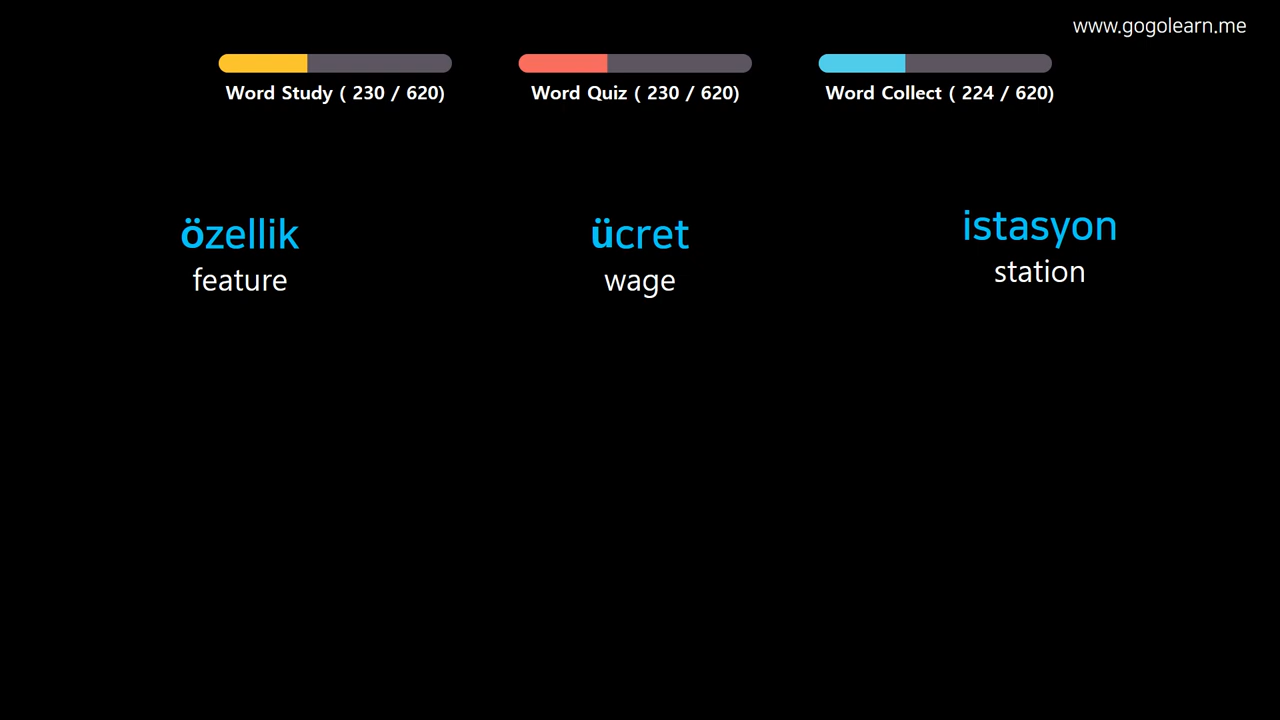 www.gogolearn.me
Word Study ( 230 / 620)
Word Quiz ( 230 / 620)
Word Collect ( 224 / 620)
özellik
feature
ücret
wage
istasyon
station